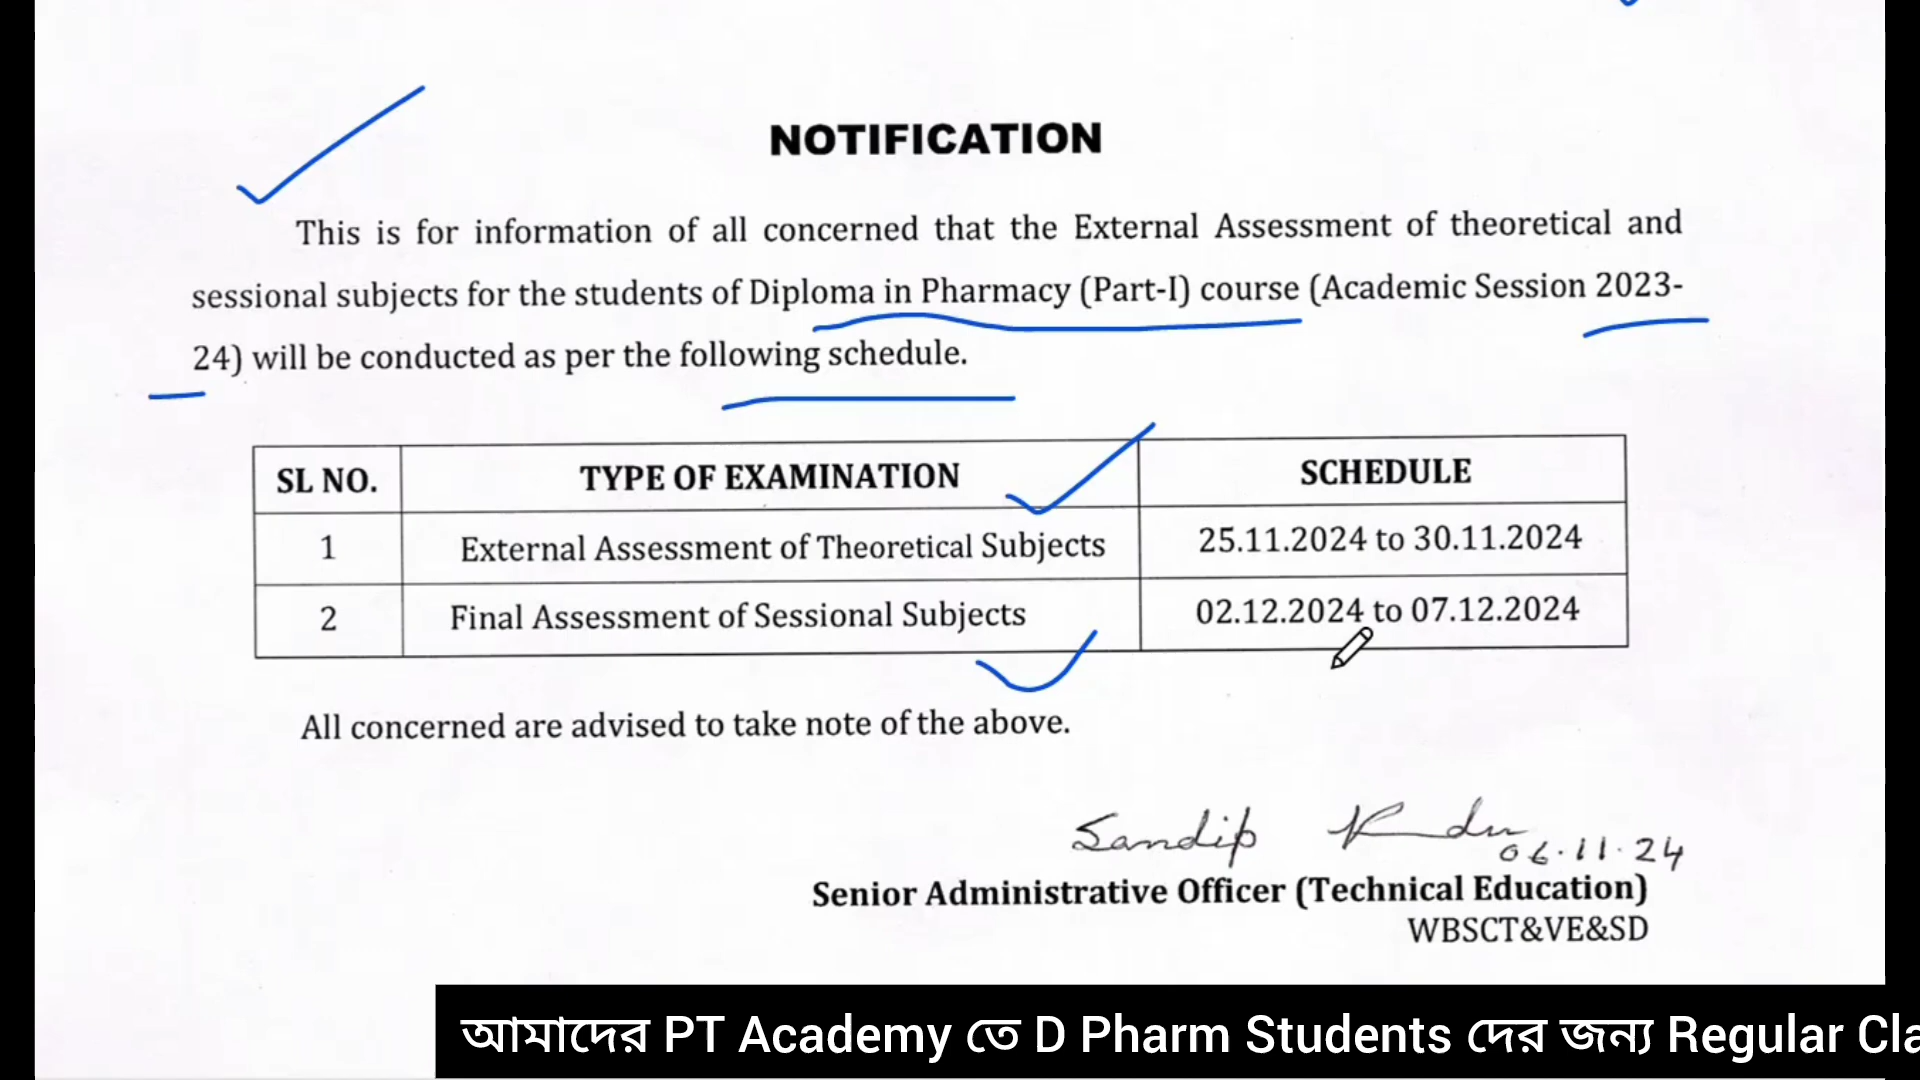 NOTIFICATION
This is for information of all concerned that the External Assessment of theoretical and
sessional subjects for the students of Diploma in Pharmacy (Part-I) course (Academic Session 2023-
24) will be conducted as per the following schedule.
SL NO. TYPE OF EXAMINATION SCHEDULE
1 External Assessment of Theoretical Subjects 25.11.2024 to 30.11.2024
2 Final Assessment of Sessional Subjects 02.12.2024 to 07.12.2024
All concerned are advised to take note of the above.
Sandip
06.11.24
Senior Administrative Officer (Technical Education)
WBSCT&VE&SD
আমাদের PT Academy তে D Pharm Students দের জন্য Regular Cla